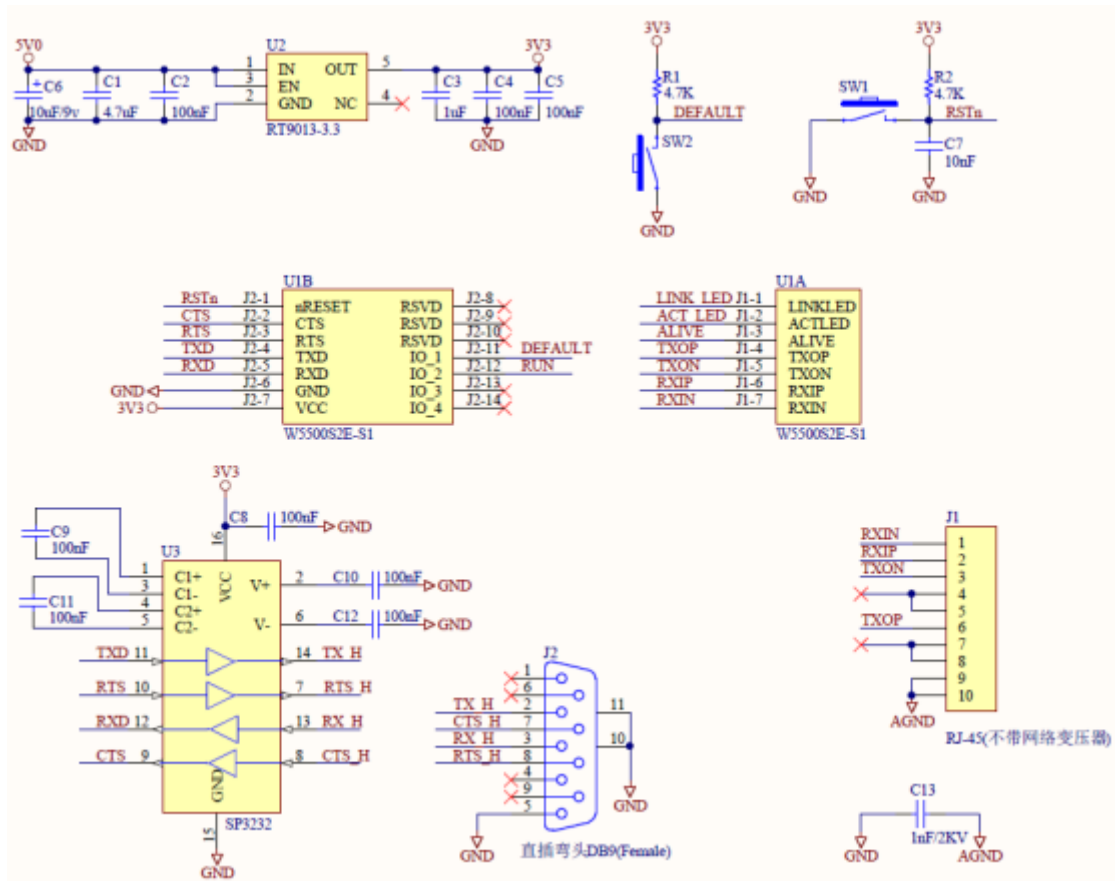 5V0
U2
3V3
1 IN OUT 5
3 EN
2 GND NC 4
RT9013-3.3
C6
10uF/9v
C1
4.7uF
C2
100nF
C3
1uF
C4
100nF
C5
100nF
GND
GND
3V3
R1
4.7K
DEFAULT
SW2
GND
3V3
R2
4.7K
SW1
RSTn
C7
10nF
GND
GND
U1B
RSTn J2-1 nRESET RSVD J2-8
CTS J2-2 CTS RSVD J2-9
RTS J2-3 RTS RSVD J2-10
TXD J2-4 TXD IO_1 J2-11 DEFAULT
RXD J2-5 RXD IO_2 J2-12 RUN
GND J2-6 GND IO_3 J2-13
3V3 J2-7 VCC IO_4 J2-14
W5500S2E-S1
U1A
LINK_LED J1-1 LINKLED
ACT_LED J1-2 ACTLED
ALIVE J1-3 ALIVE
TXOP J1-4 TXOP
TXON J1-5 TXON
RXIP J1-6 RXIP
RXIN J1-7 RXIN
W5500S2E-S1
3V3
C8 100nF GND
16
C9
100nF
U3
C11
100nF
1 C1+ VCC V+ 2 C10 100nF GND
3 C1-
4 C2+
5 C2- V- 6 C12 100nF GND
TXD 11 14 TX_H
RTS 10 7 RTS_H
RXD 12 13 RX_H
CTS 9 8 CTS_H
GND
SP3232
15
GND
J2
1
6
TX_H 2 11
CTS_H 7
RX_H 3 10
RTS_H 8
4
9
5
GND
GND
直插弯头DB9(Female)
J1
RXIN 1
RXIP 2
TXON 3
4
5
TXOP 6
7
8
9
10
AGND
RJ-45(不带网络变压器)
C13
1nF/2KV
GND
AGND